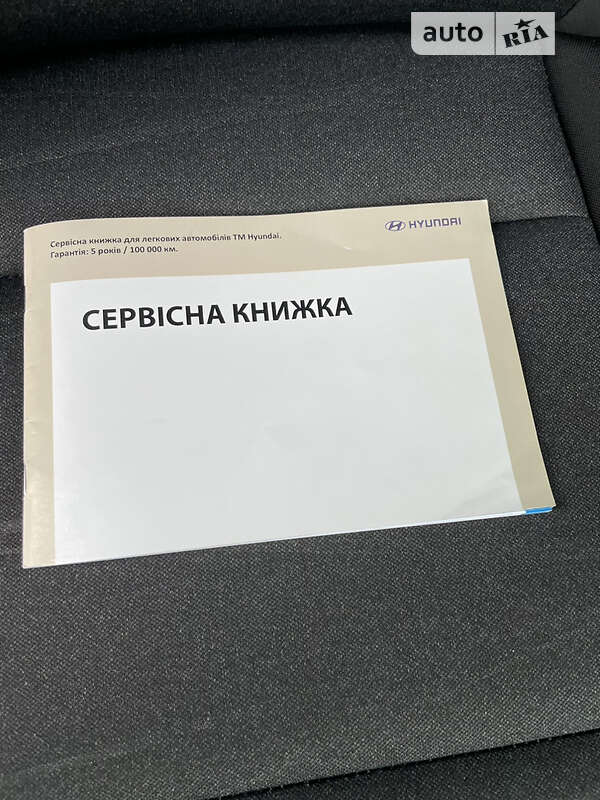 auto RIA
Сервісна книжка для легкових автомобілів ТМ Hyundai.
Гарантія: 5 років / 100 000 км.
HYUNDAI
СЕРВІСНА КНИЖКА